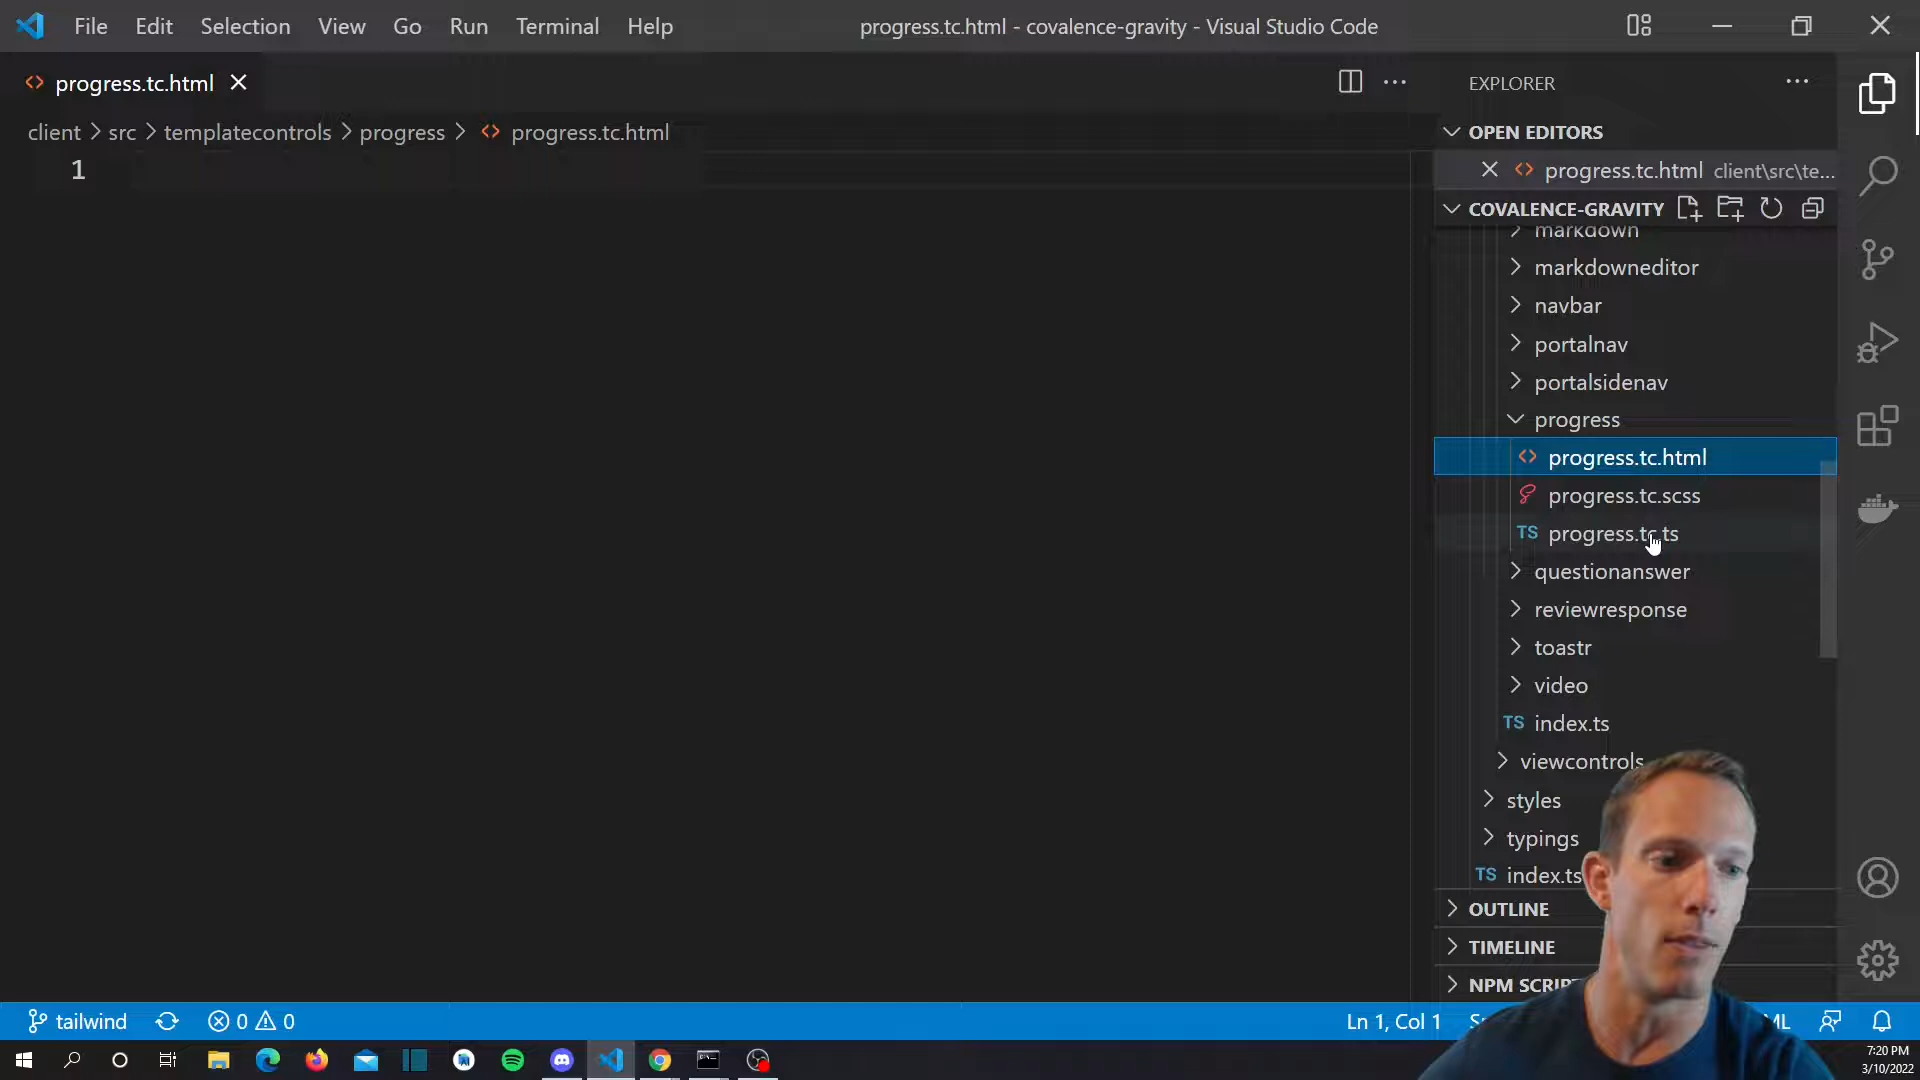 File Edit Selection View Go Run Terminal Help
progress.tc.html - covalence-gravity - Visual Studio Code
progress.tc.html
client src templatecontrols progress progress.tc.html
1
EXPLORER
OPEN EDITORS
progress.tc.html client\src\te...
COVALENCE-GRAVITY
markdown
markdowneditor
navbar
portalnav
portalsidenav
progress
progress.tc.html
progress.tc.scss
TS progress.tc.ts
questionanswer
reviewresponse
toastr
video
TS index.ts
viewcontrols
styles
typings
TS index.ts
OUTLINE
TIMELINE
NPM SCRIP
tailwind 0 0 Ln 1, Col 1
7:20 PM
3/10/2022